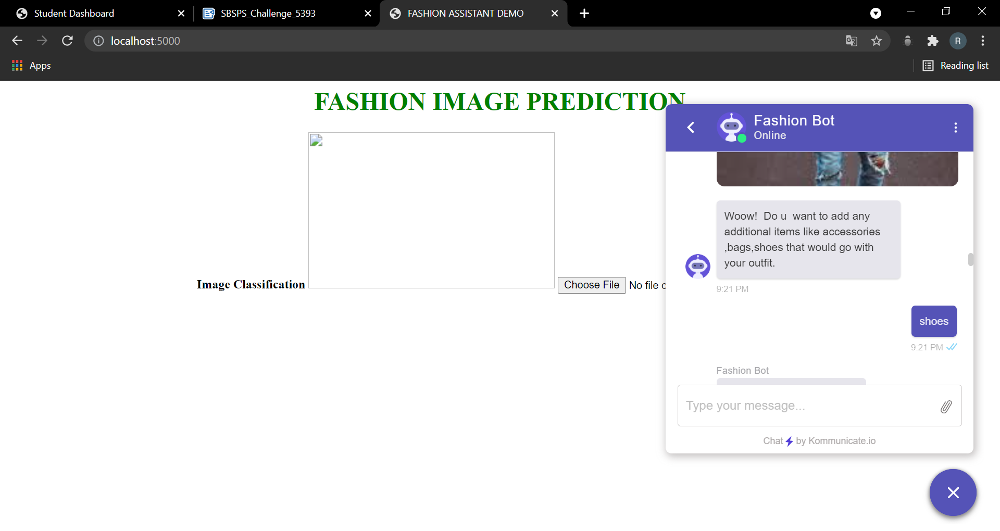 Student Dashboard
SBSPS_Challenge_5393
FASHION ASSISTANT DEMO
localhost:5000
R
Apps
Reading list
FASHION IMAGE PREDICTION
Image Classification
Choose File No file
Fashion Bot
Online
Woow!  Do u  want to add any
additional items like accessories
,bags,shoes that would go with
your outfit.
9:21 PM
shoes
9:21 PM
Fashion Bot
Type your message...
Chat by Kommunicate.io